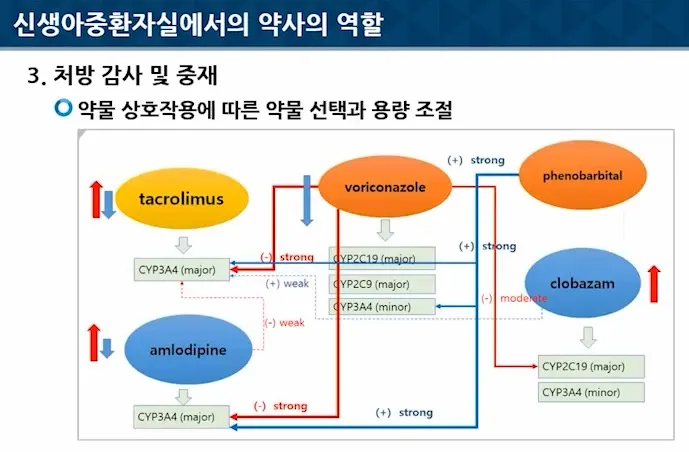 신생아중환자실에서의 약사의 역할
3. 처방 감사 및 중재
약물 상호작용에 따른 약물 선택과 용량 조절
(+) strong
tacrolimus
voriconazole
phenobarbital
(+) strong
CYP3A4 (major)
(-) strong
CYP2C19 (major)
(+) weak
CYP2C9 (major)
clobazam
(-) moderate
CYP3A4 (minor)
(-) weak
amlodipine
CYP2C19 (major)
CYP3A4 (minor)
(-) strong
(+) strong
CYP3A4 (major)